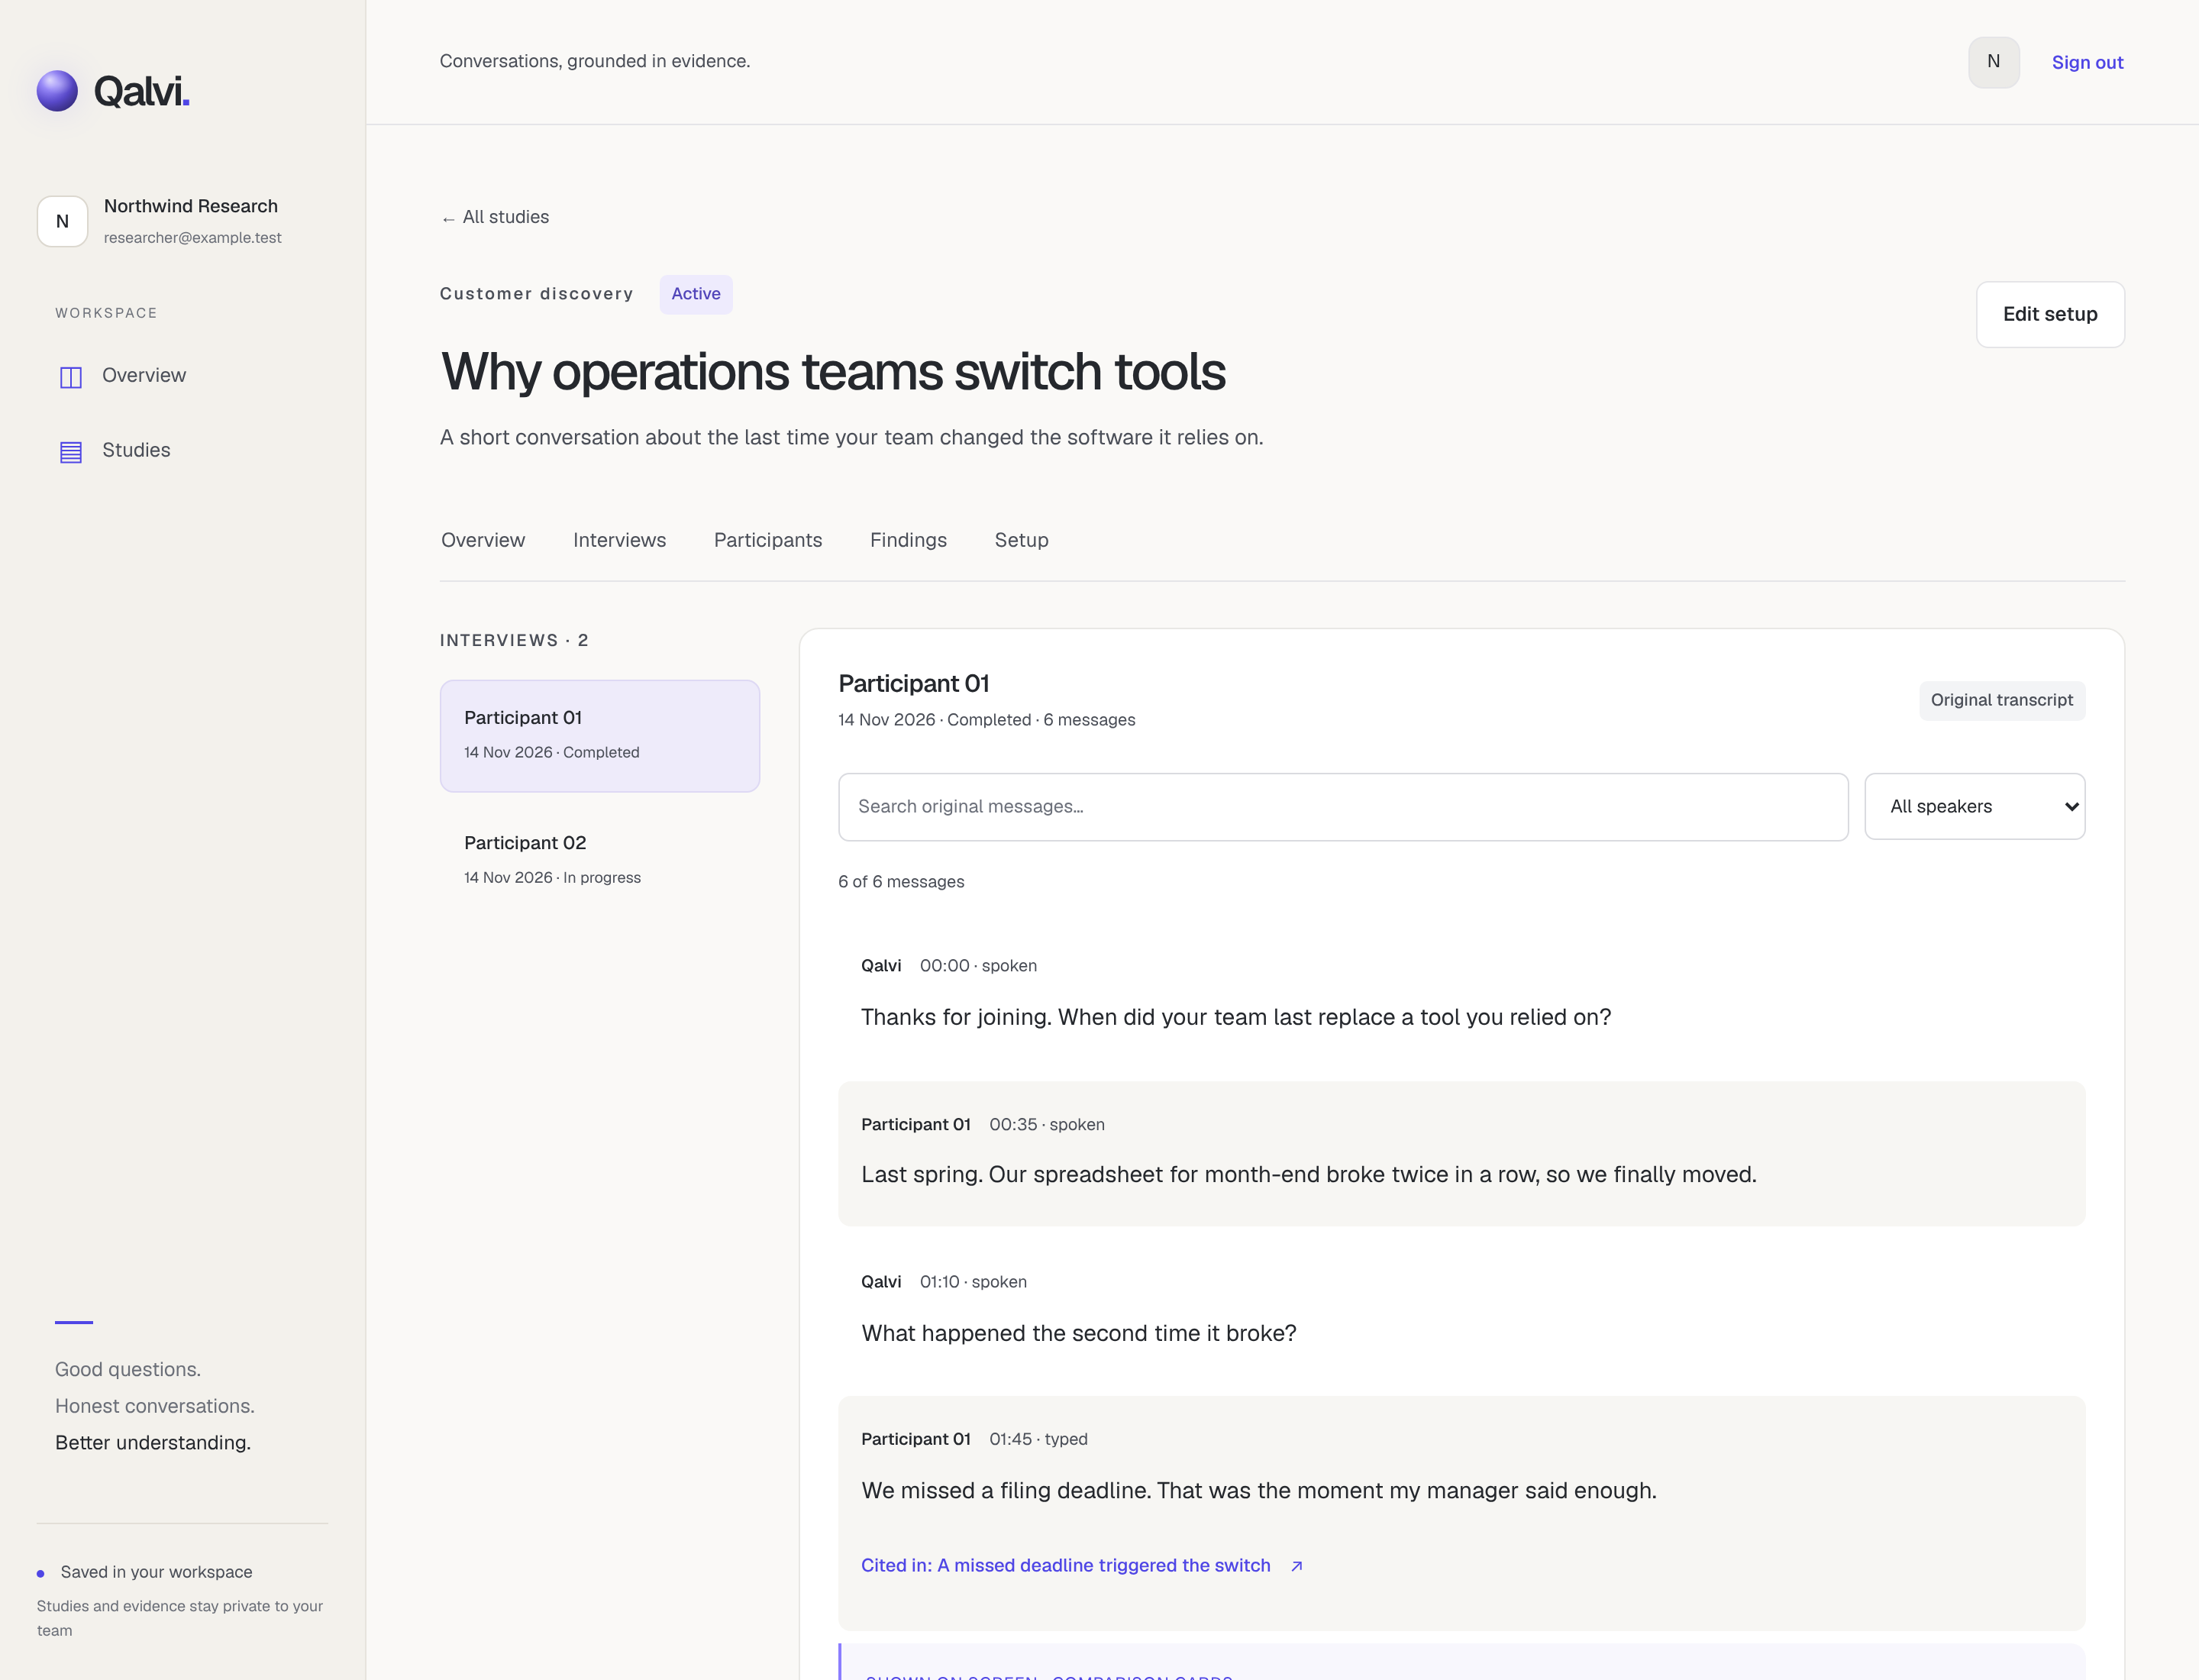 Qalvi.
N
Northwind Research
researcher@example.test
WORKSPACE
Overview
Studies
Good questions.
Honest conversations.
Better understanding.
Saved in your workspace
Studies and evidence stay private to your
team
Conversations, grounded in evidence.
N
Sign out
← All studies
Customer discovery
Active
Edit setup
Why operations teams switch tools
A short conversation about the last time your team changed the software it relies on.
Overview
Interviews
Participants
Findings
Setup
INTERVIEWS · 2
Participant 01
14 Nov 2026 · Completed
Participant 02
14 Nov 2026 · In progress
Participant 01
14 Nov 2026 · Completed · 6 messages
Original transcript
Search original messages...
All speakers
6 of 6 messages
Qalvi 00:00 · spoken
Thanks for joining. When did your team last replace a tool you relied on?
Participant 01 00:35 · spoken
Last spring. Our spreadsheet for month-end broke twice in a row, so we finally moved.
Qalvi 01:10 · spoken
What happened the second time it broke?
Participant 01 01:45 · typed
We missed a filing deadline. That was the moment my manager said enough.
Cited in: A missed deadline triggered the switch ↗
SHOWN ON SCREEN · COMPARISON CARDS